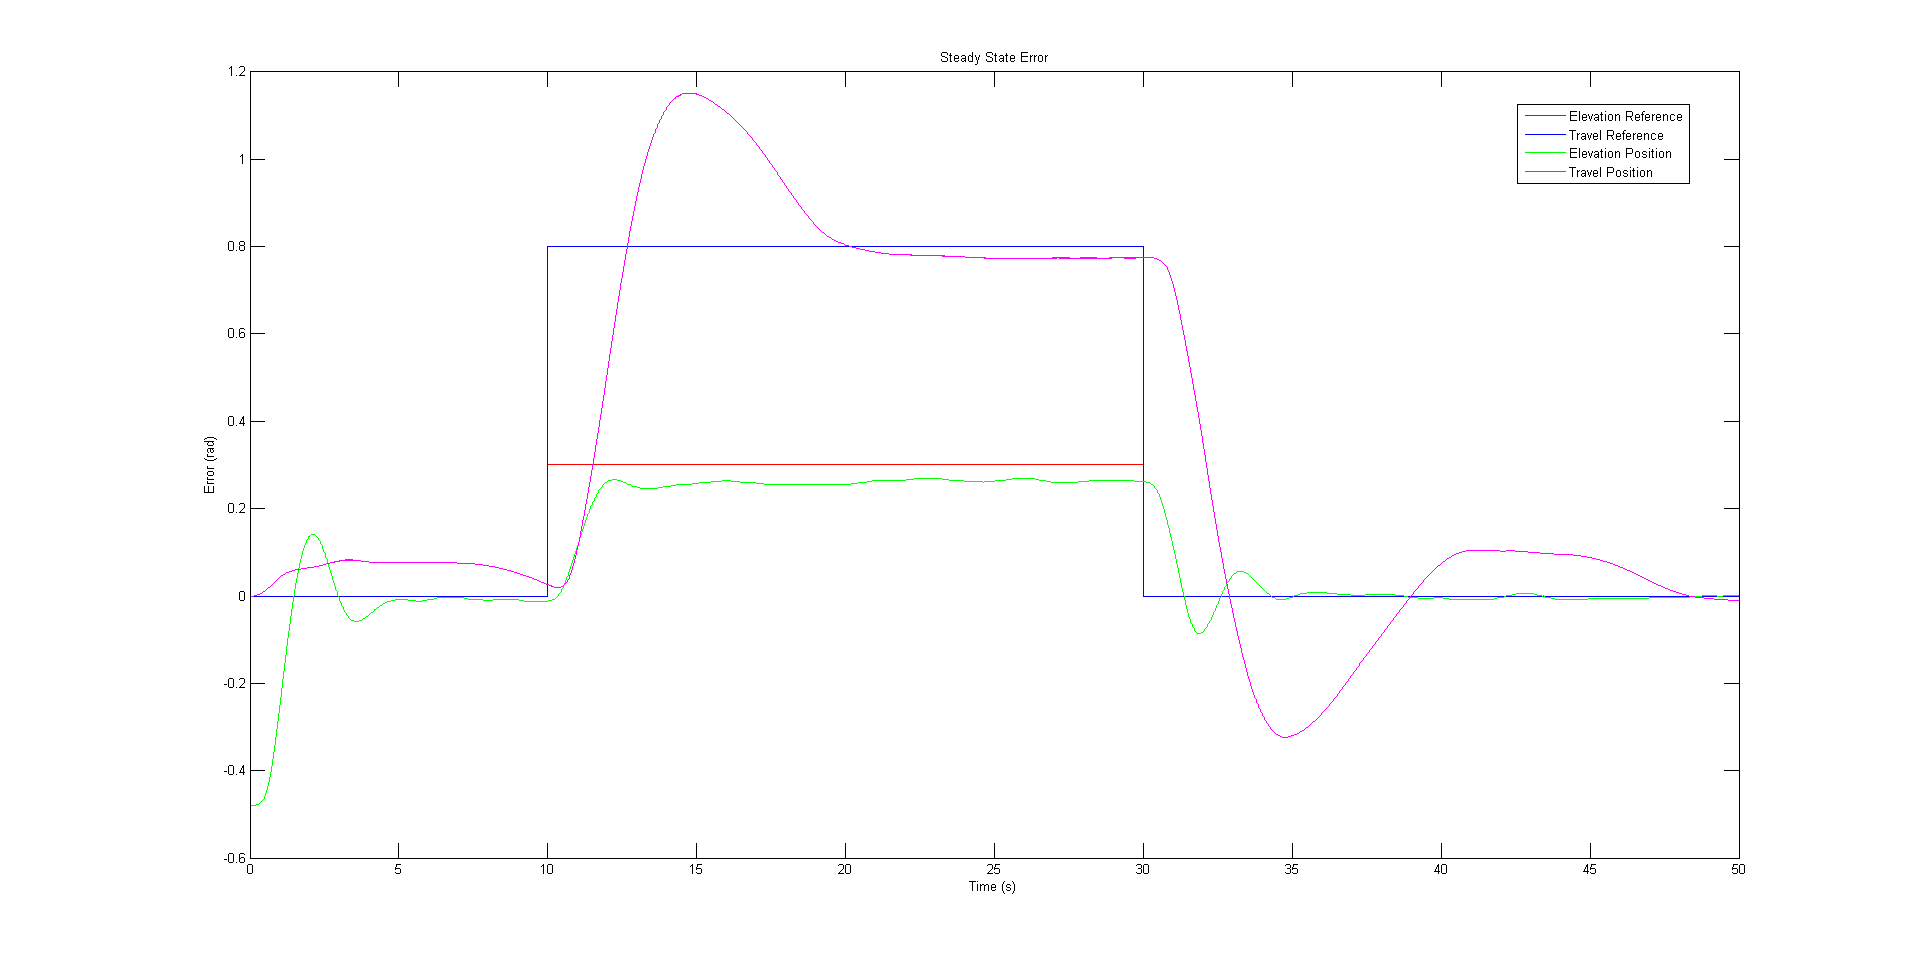 Steady State Error
1.2
1
0.8
0.6
0.4
0.2
0
-0.2
-0.4
-0.6
Error (rad)
Elevation Reference
Travel Reference
Elevation Position
Travel Position
0 5 10 15 20 25 30 35 40 45 50
Time (s)